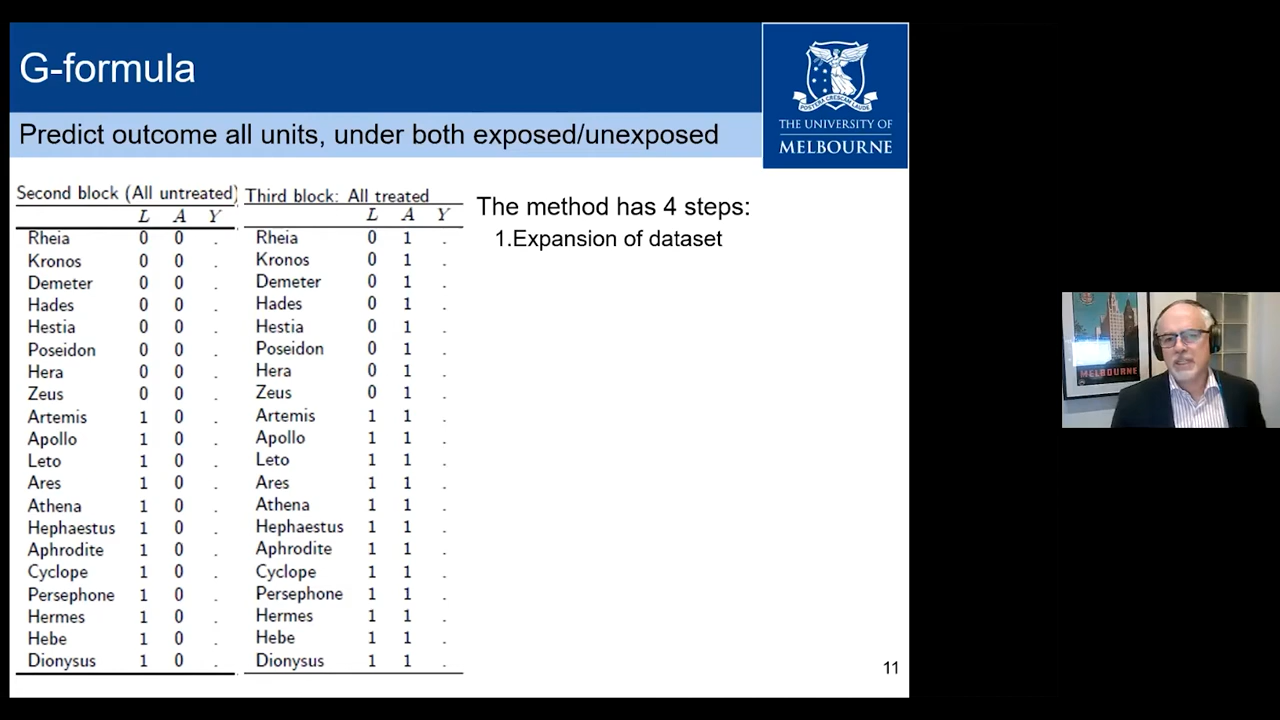 G-formula
Predict outcome all units, under both exposed/unexposed
THE UNIVERSITY OF
MELBOURNE
Second block (All untreated)
L A Y
Rheia 0 0 .
Kronos 0 0 .
Demeter 0 0 .
Hades 0 0 .
Hestia 0 0 .
Poseidon 0 0 .
Hera 0 0 .
Zeus 0 0 .
Artemis 1 0 .
Apollo 1 0 .
Leto 1 0 .
Ares 1 0 .
Athena 1 0 .
Hephaestus 1 0 .
Aphrodite 1 0 .
Cyclope 1 0 .
Persephone 1 0 .
Hermes 1 0 .
Hebe 1 0 .
Dionysus 1 0 .
Third block: All treated
L A Y
Rheia 0 1 .
Kronos 0 1 .
Demeter 0 1 .
Hades 0 1 .
Hestia 0 1 .
Poseidon 0 1 .
Hera 0 1 .
Zeus 0 1 .
Artemis 1 1 .
Apollo 1 1 .
Leto 1 1 .
Ares 1 1 .
Athena 1 1 .
Hephaestus 1 1 .
Aphrodite 1 1 .
Cyclope 1 1 .
Persephone 1 1 .
Hermes 1 1 .
Hebe 1 1 .
Dionysus 1 1 .
The method has 4 steps:
1.Expansion of dataset
11
MELBOURNE